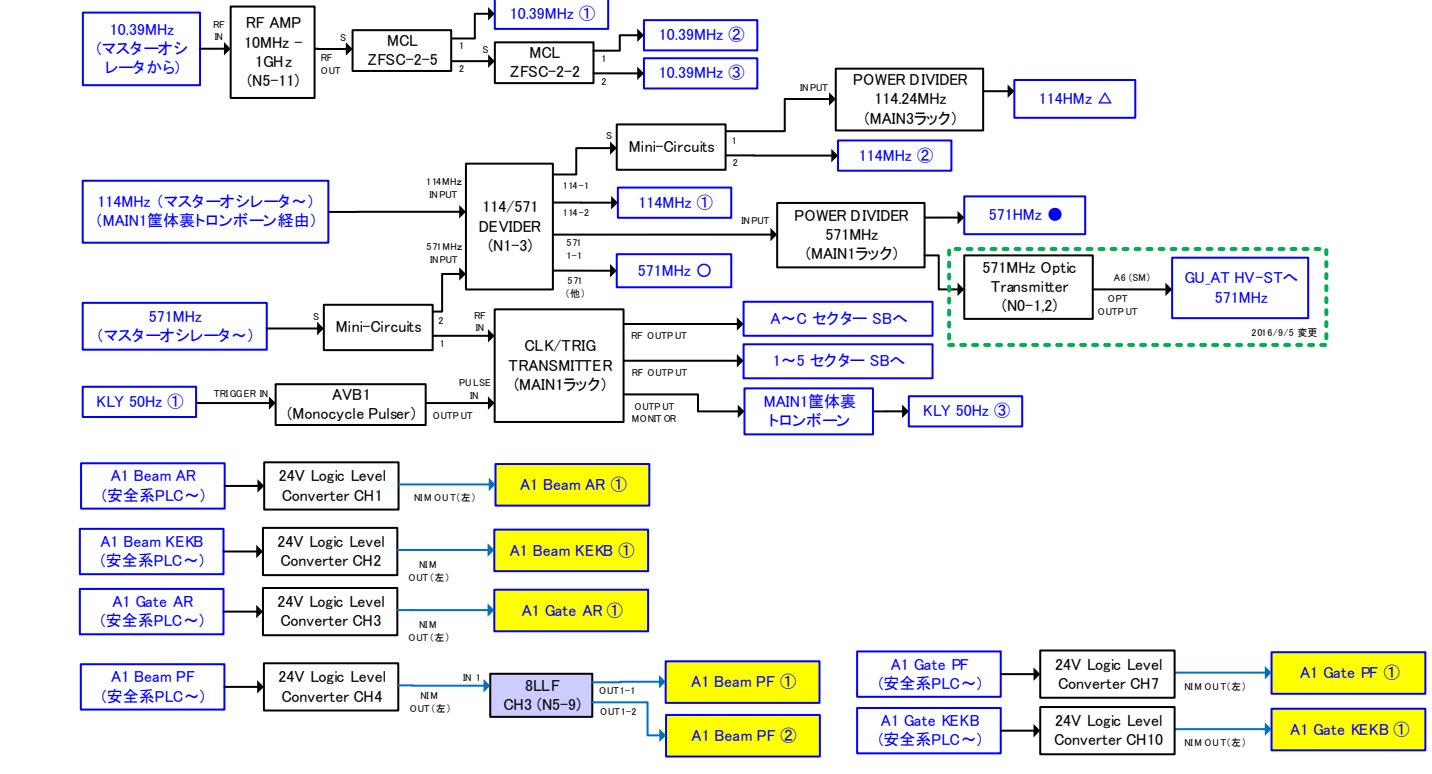 10.39MHz
(マスターオシ
レータから)
RF
IN
RF AMP
10MHz -
1GHz
(N5-11)
RF
OUT
S
MCL
ZFSC-2-5
1
2
10.39MHz ①
S
MCL
ZFSC-2-2
1
2
10.39MHz ②
10.39MHz ③
114MHz (マスターオシレータ~)
(MAIN1筐体裏トロンボーン経由)
114MHz
INPUT
571MHz
INPUT
114/571
DEVIDER
(N1-3)
114-1
114-2
571
1-1
571
(他)
S
Mini-Circuits
1
2
INPUT
POWER DIVIDER
114.24MHz
(MAIN3ラック)
114HMz △
114MHz ②
114MHz ①
INPUT
POWER DIVIDER
571MHz
(MAIN1ラック)
571HMz ●
571MHz ○
571MHz Optic
Transmitter
(N0-1,2)
A6 (SM)
OPT
OUTPUT
GU_AT HV-STへ
571MHz
2016/9/5 変更
571MHz
(マスターオシレータ~)
S
Mini-Circuits
2
1
RF
IN
CLK/TRIG
TRANSMITTER
(MAIN1ラック)
RF OUTPUT
A~C セクター SBへ
RF OUTPUT
1~5 セクター SBへ
KLY 50Hz ①
TRIGGER IN
AVB1
(Monocycle Pulser)
OUTPUT
PULSE
IN
OUTPUT
MONITOR
MAIN1筐体裏
トロンボーン
KLY 50Hz ③
A1 Beam AR
(安全系PLC~)
24V Logic Level
Converter CH1
NIM OUT(左)
A1 Beam AR ①
A1 Beam KEKB
(安全系PLC~)
24V Logic Level
Converter CH2
NIM
OUT(左)
A1 Beam KEKB ①
A1 Gate AR
(安全系PLC~)
24V Logic Level
Converter CH3
NIM
OUT(左)
A1 Gate AR ①
A1 Beam PF
(安全系PLC~)
24V Logic Level
Converter CH4
NIM
OUT(左)
IN 1
8LLF
CH3 (N5-9)
OUT1-1
OUT1-2
A1 Beam PF ①
A1 Beam PF ②
A1 Gate PF
(安全系PLC~)
24V Logic Level
Converter CH7
NIM OUT(左)
A1 Gate PF ①
A1 Gate KEKB
(安全系PLC~)
24V Logic Level
Converter CH10
NIM OUT(左)
A1 Gate KEKB ①